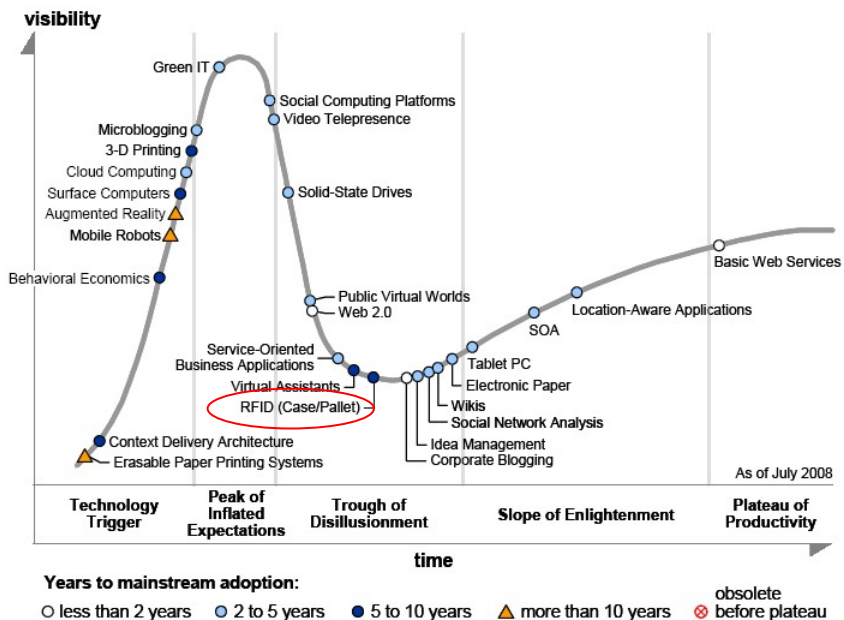 visibility
Green IT
Social Computing Platforms
Video Telepresence
Microblogging
3-D Printing
Cloud Computing
Surface Computers
Solid-State Drives
Augmented Reality
Mobile Robots
Basic Web Services
Behavioral Economics
Public Virtual Worlds
Web 2.0
Location-Aware Applications
SOA
Service-Oriented
Business Applications
Tablet PC
Virtual Assistants
Electronic Paper
RFID (Case/Pallet)
Wikis
Social Network Analysis
Context Delivery Architecture
Idea Management
Erasable Paper Printing Systems
Corporate Blogging
As of July 2008
Technology
Trigger
Peak of
Inflated
Expectations
Trough of
Disillusionment
Slope of Enlightenment
Plateau of
Productivity
time
Years to mainstream adoption:
less than 2 years
2 to 5 years
5 to 10 years
more than 10 years
obsolete
before plateau